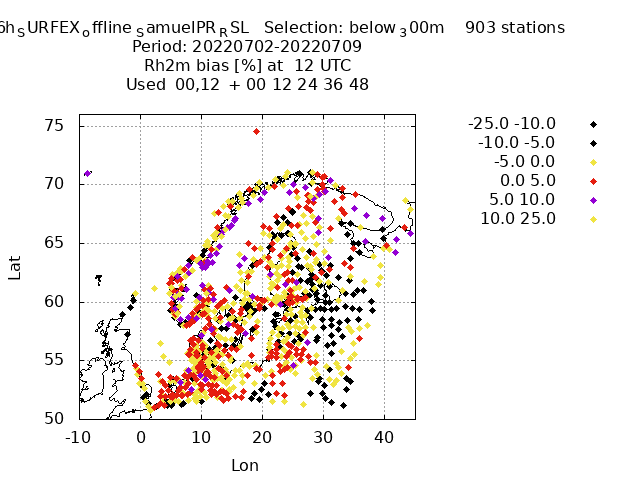 6h_SURFEX_offline_SamuelPR_RSL Selection: below_300m 903 stations
Period: 20220702-20220709
Rh2m bias [%] at 12 UTC
Used 00,12 + 00 12 24 36 48
-25.0 -10.0
-10.0 -5.0
-5.0 0.0
0.0 5.0
5.0 10.0
10.0 25.0
75
70
65
60
55
50
Lat
-10 0 10 20 30 40
Lon